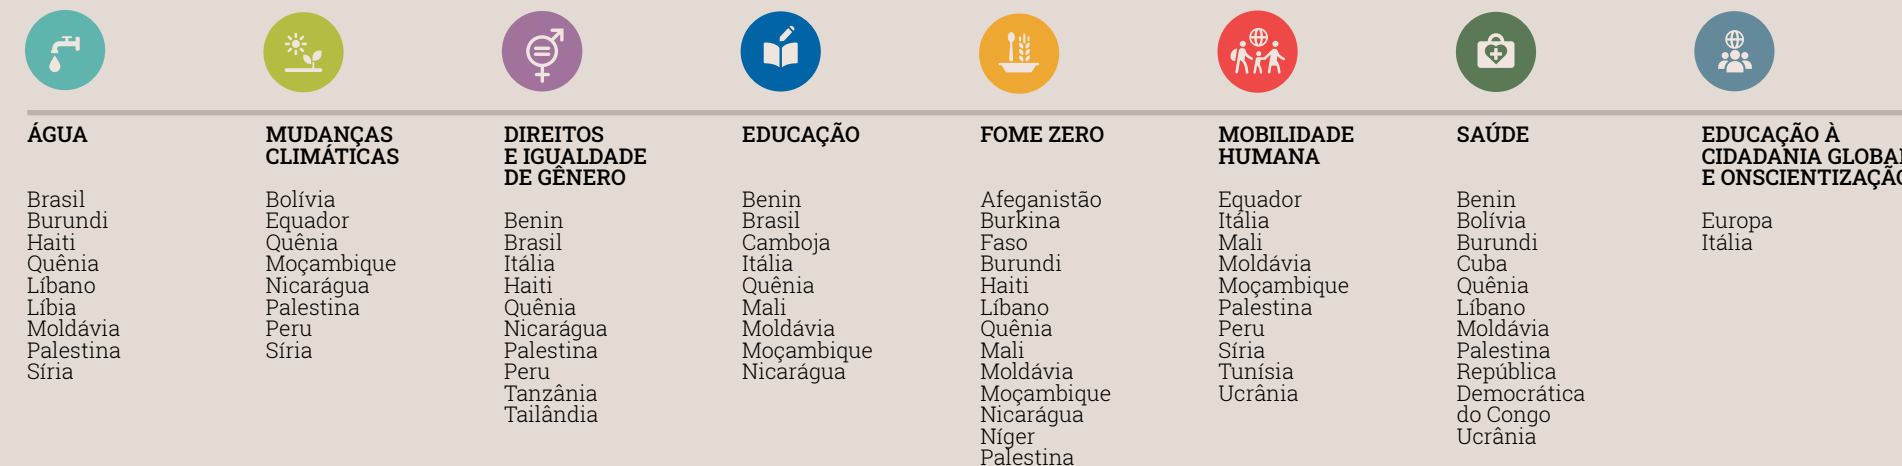 ÁGUA
Brasil
Burundi
Haiti
Quênia
Líbano
Líbia
Moldávia
Palestina
Síria
MUDANÇAS
CLIMÁTICAS
Bolívia
Equador
Quênia
Moçambique
Nicarágua
Palestina
Peru
Síria
DIREITOS
E IGUALDADE
DE GÊNERO
Benin
Brasil
Itália
Haiti
Quênia
Nicarágua
Palestina
Peru
Tanzânia
Tailândia
EDUCAÇÃO
Benin
Brasil
Camboja
Itália
Quênia
Mali
Moldávia
Moçambique
Nicarágua
FOME ZERO
Afeganistão
Burkina
Faso
Burundi
Haiti
Líbano
Quênia
Mali
Moldávia
Moçambique
Nicarágua
Níger
Palestina
MOBILIDADE
HUMANA
Equador
Itália
Mali
Moldávia
Moçambique
Palestina
Peru
Síria
Tunísia
Ucrânia
SAÚDE
Benin
Bolívia
Burundi
Cuba
Quênia
Líbano
Moldávia
Palestina
República
Democrática
do Congo
Ucrânia
EDUCAÇÃO À
CIDADANIA GLOBAL
E ONSCIENTIZAÇÃO
Europa
Itália